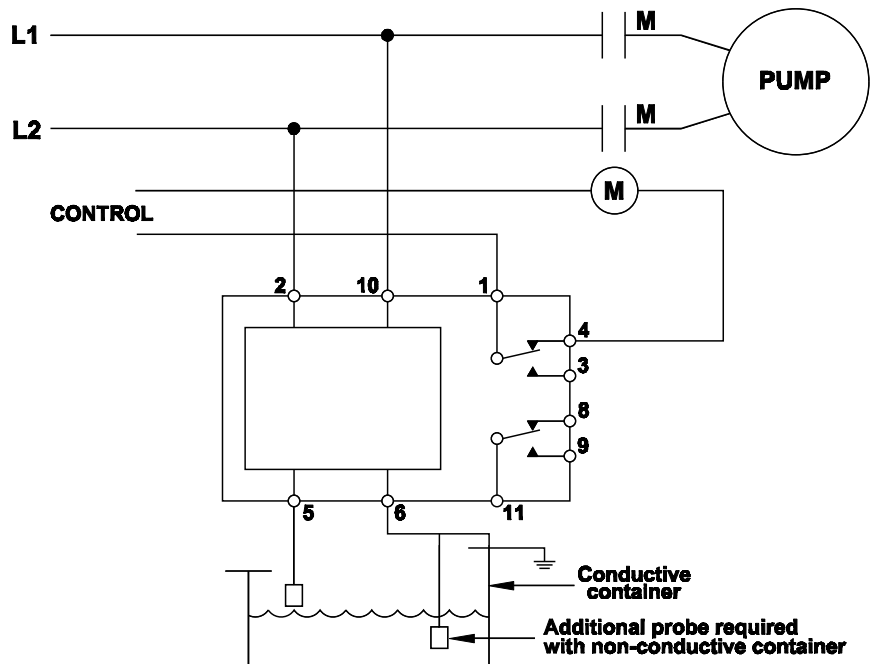 L1
M
PUMP
L2
M
M
CONTROL
2
10
1
4
3
8
9
5
6
11
Conductive
container
Additional probe required
with non-conductive container